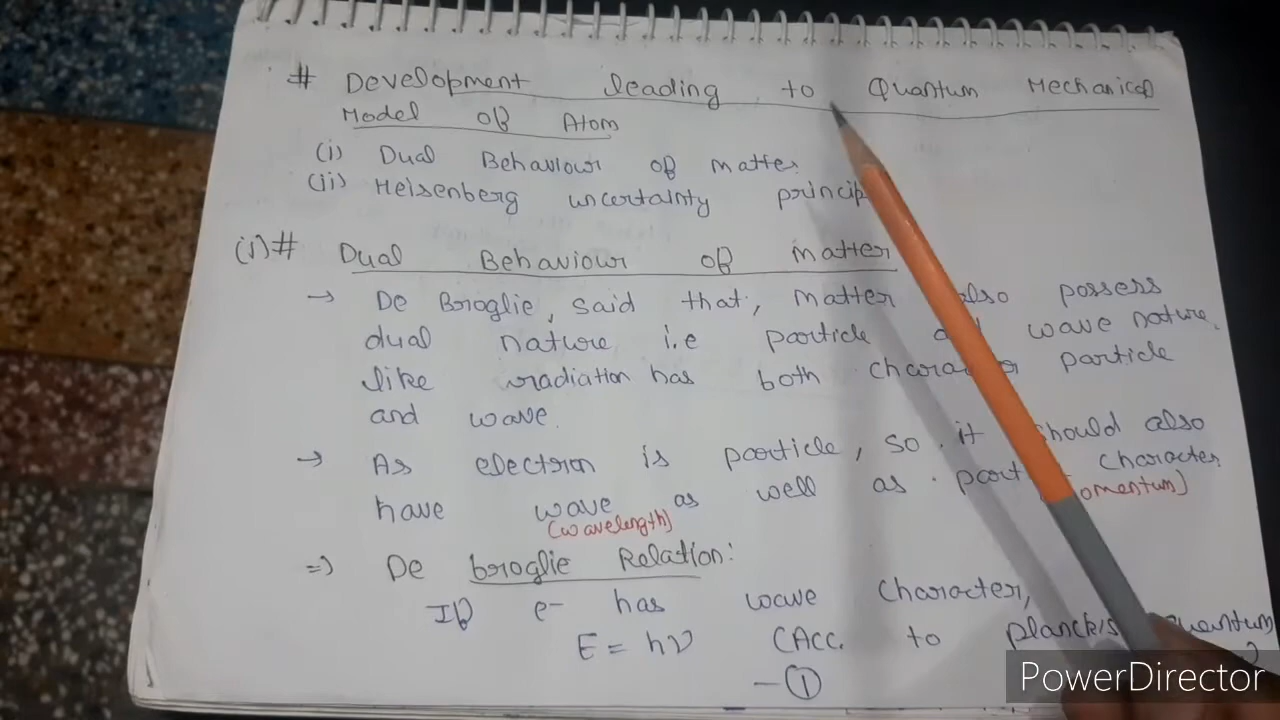 # Development leading to Quantum Mechanical
Model of Atom
(i) Dual Behaviour of matter
(ii) Heisenberg uncertainty princip
(i) # Dual Behaviour of matter
→ De Broglie, said that, matter also possess
dual nature i.e particle wave nature.
like radiation has both particle
and wave.
→ As electron is particle, so it should also
have wave as well as character
(wavelength) omentum)
⇒ De broglie Relation:
If e- has wave character,
E = hν (Acc. to planck's quantum
- ①
PowerDirector